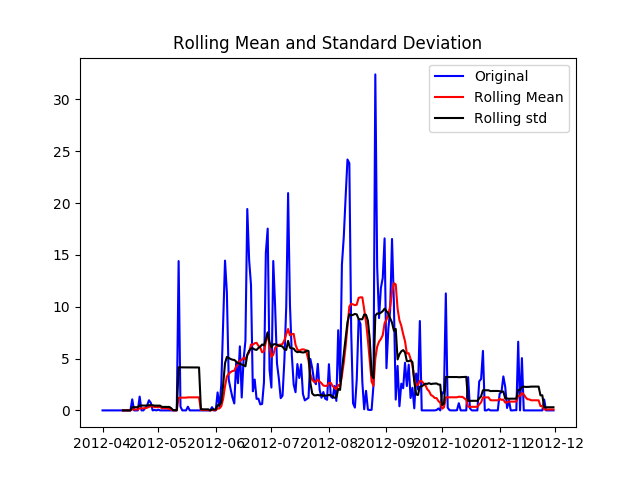 Rolling Mean and Standard Deviation
Original
Rolling Mean
Rolling std
30
25
20
15
10
5
0
2012-04 2012-05 2012-06 2012-07 2012-08 2012-09 2012-10 2012-11 2012-12